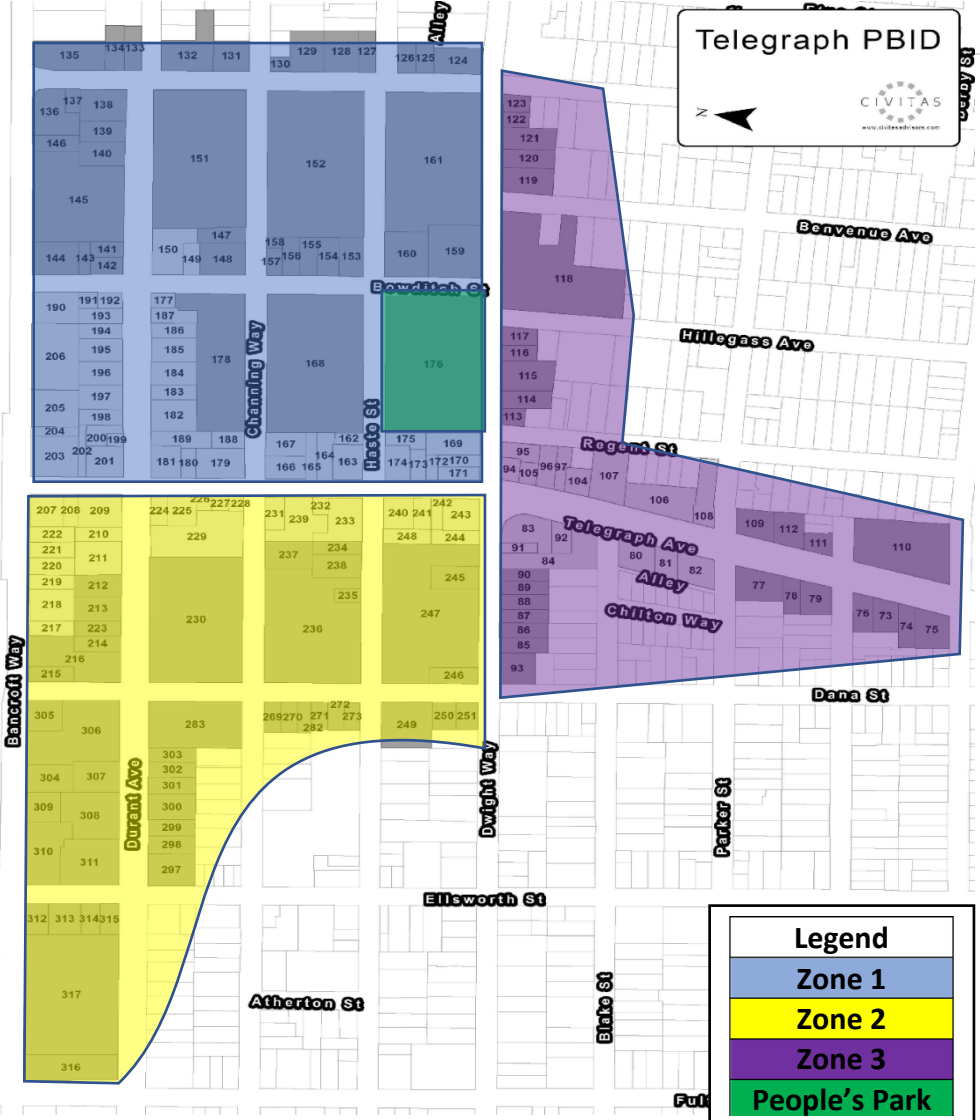 Alley
Telegraph PBID
N
CIVITAS
www.civitasadvisors.com
Derby St
134 133
135
132 131
129 128 127
130
126 125 124
136 137 138
139
146
140
145
151
152
161
147
150
149 148
158 155
157 156 154 153
160 159
144 143 141
142
123
122
121
120
119
118
Benvenue Ave
Bowditch St
190 191 192
193
194
206 195
196
197
205
198
204
200 199
203 202 201
177
187
186
185
184
183
182
178
189 188
181 180 179
Channing Way
168
167 162
164
166 165 163
Haste St
176
175 169
174 173 172 170
171
117
116
115
114
113
Hillegass Ave
Regent St
95
94 105 96 97 104 107
106
108
Telegraph Ave
109 112
111
110
83 92
91
84
80 81 82
Alley
Chilton Way
90
89
88
87
86
85
93
77 78 79
76 73 74 75
207 208 209
222 210
221
211
220
219
212
218
213
217 223
214
216
215
226 227 228
224 225
229
230
232
231 239 233
237 234
238
235
236
242
240 241 243
248 244
245
247
246
Bancroft Way
Dana St
305
306
304 307
309
308
310
311
Durant Ave
283
303
302
301
300
299
298
297
272
269 270 271 273
282
249 250 251
Dwight Way
Parker St
Ellsworth St
312 313 314 315
317
316
Atherton St
Blake St
Legend
Zone 1
Zone 2
Zone 3
People's Park